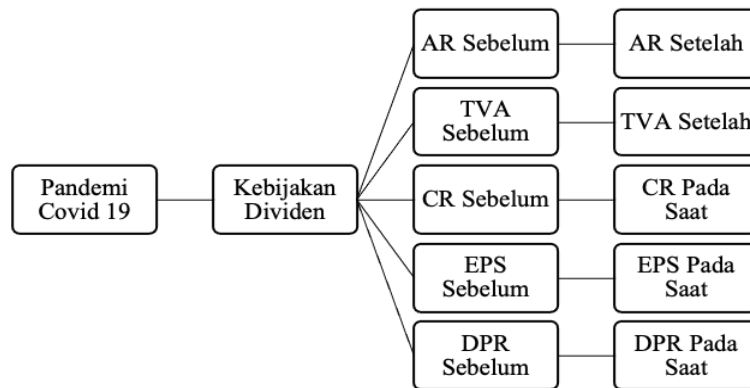 AR Sebelum
AR Setelah
TVA
Sebelum
TVA Setelah
Pandemi
Covid 19
Kebijakan
Dividen
CR Sebelum
CR Pada
Saat
EPS
Sebelum
EPS Pada
Saat
DPR
Sebelum
DPR Pada
Saat